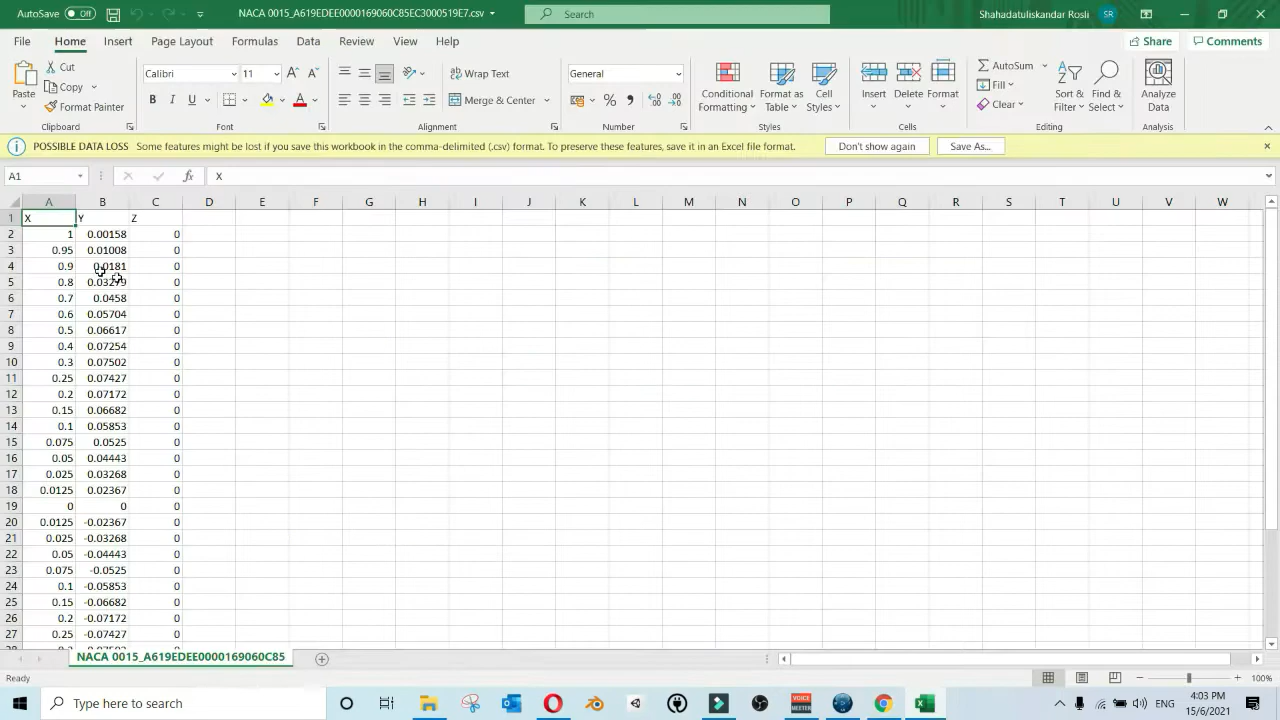 AutoSave Off NACA 0015_A619EDEE0000169060C85EC3000519E7.csv Search Shahadatuliskandar Rosli SR
File Home Insert Page Layout Formulas Data Review View Help Share Comments
Paste Cut Copy Format Painter Clipboard
Calibri 11 B I U A Font
Wrap Text Merge & Center Alignment
General % , Number
Conditional Formatting Format as Table Cell Styles Styles
Insert Delete Format Cells
AutoSum Fill Clear Sort & Filter Find & Select Editing
Analyze Data Analysis
POSSIBLE DATA LOSS Some features might be lost if you save this workbook in the comma-delimited (.csv) format. To preserve these features, save it in an Excel file format. Don't show again Save As...
A1 fx X
A B C D E F G H I J K L M N O P Q R S T U V W
1 X Y Z
2 1 0.00158 0
3 0.95 0.01008 0
4 0.9 0.0181 0
5 0.8 0.03279 0
6 0.7 0.0458 0
7 0.6 0.05704 0
8 0.5 0.06617 0
9 0.4 0.07254 0
10 0.3 0.07502 0
11 0.25 0.07427 0
12 0.2 0.07172 0
13 0.15 0.06682 0
14 0.1 0.05853 0
15 0.075 0.0525 0
16 0.05 0.04443 0
17 0.025 0.03268 0
18 0.0125 0.02367 0
19 0 0 0
20 0.0125 -0.02367 0
21 0.025 -0.03268 0
22 0.05 -0.04443 0
23 0.075 -0.0525 0
24 0.1 -0.05853 0
25 0.15 -0.06682 0
26 0.2 -0.07172 0
27 0.25 -0.07427 0
NACA 0015_A619EDEE0000169060C85
Ready 100%
Type here to search VOICE MEETER ENG 4:03 PM
15/6/2021